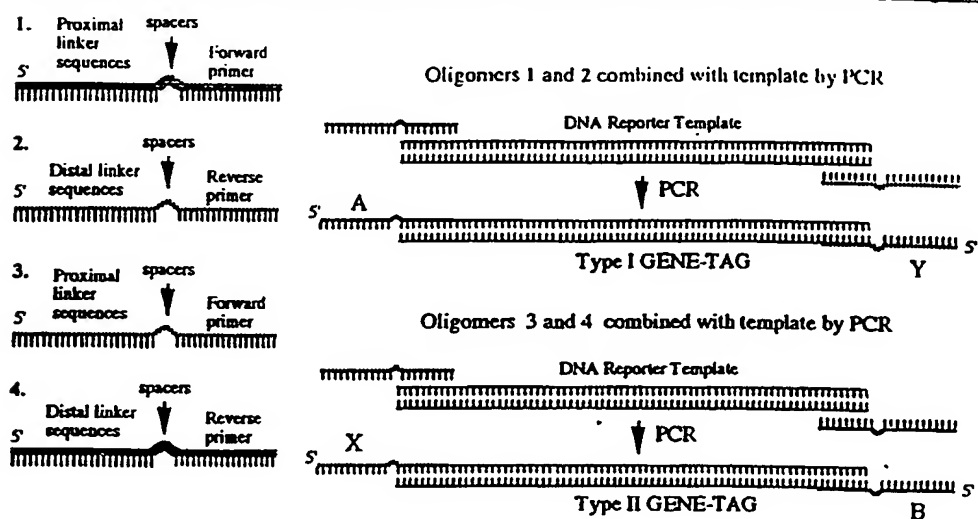 1.
Proximal
linker
sequences
spacers
Forward
primer
5'
2.
spacers
Distal linker
sequences
Reverse
primer
5'
3.
Proximal
linker
sequences
spacers
Forward
primer
5'
4.
spacers
Distal linker
sequences
Reverse
primer
5'
Oligomers 1 and 2 combined with template by PCR
DNA Reporter Template
PCR
5'
A
5'
Type I GENE-TAG
Y
Oligomers 3 and 4 combined with template by PCR
DNA Reporter Template
PCR
X
5'
5'
Type II GENE-TAG
B